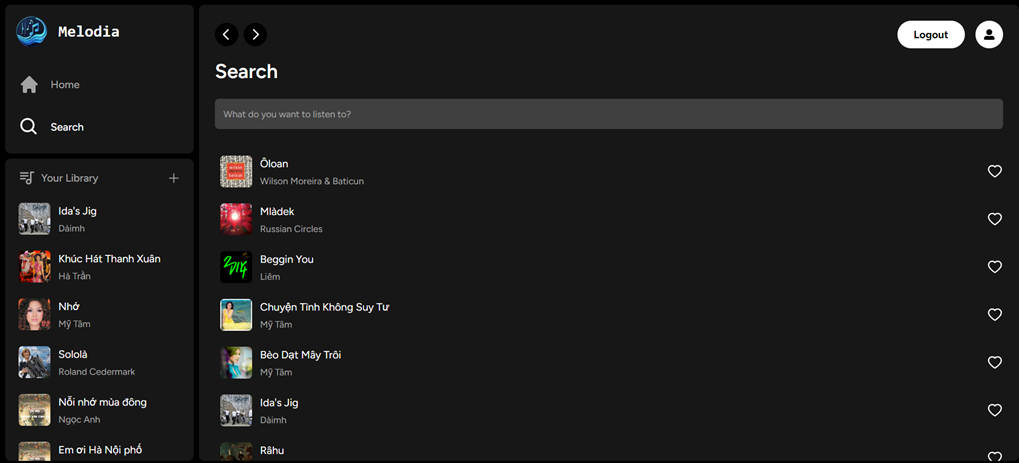 Melodia
Home
Search
Your Library
Ida's Jig
Dàimh
Khúc Hát Thanh Xuân
Hà Trần
Nhớ
Mỹ Tâm
Sololà
Roland Cedermark
Nỗi nhớ mùa đông
Ngọc Anh
Em ơi Hà Nội phố
Logout
Search
What do you want to listen to?
Ôloan
Wilson Moreira & Baticun
Mlàdek
Russian Circles
Beggin You
Liêm
Chuyện Tình Không Suy Tư
Mỹ Tâm
Bèo Dạt Mây Trôi
Mỹ Tâm
Ida's Jig
Dàimh
Râhu